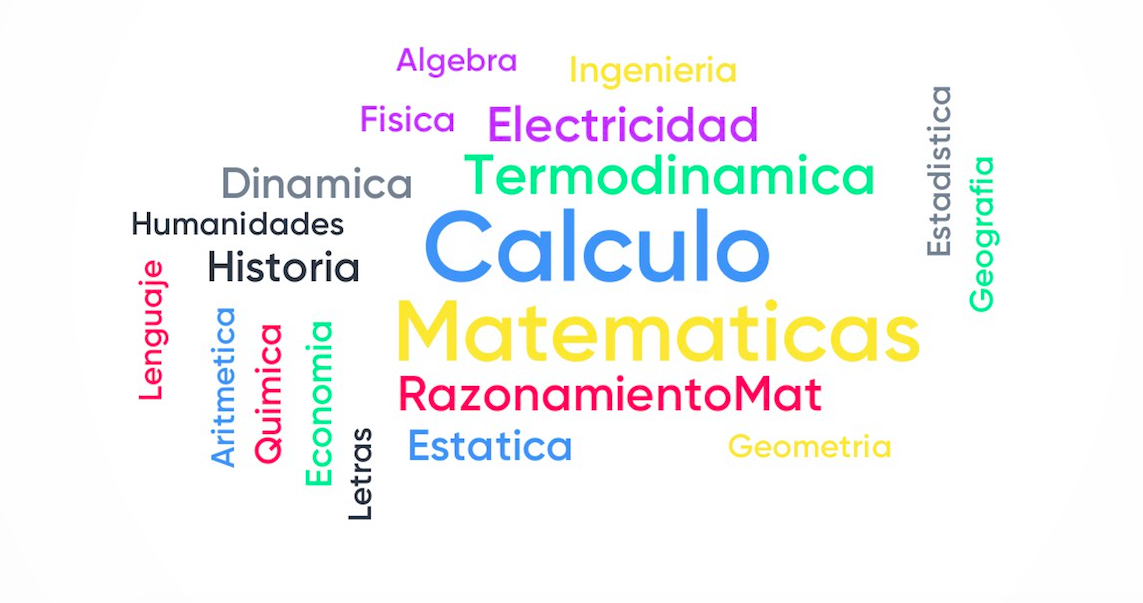 Algebra
Ingenieria
Fisica
Electricidad
Dinamica
Termodinamica
Humanidades
Calculo
Historia
Matematicas
RazonamientoMat
Estatica
Geometria
Lenguaje
Aritmetica
Quimica
Economia
Letras
Estadistica
Geografia